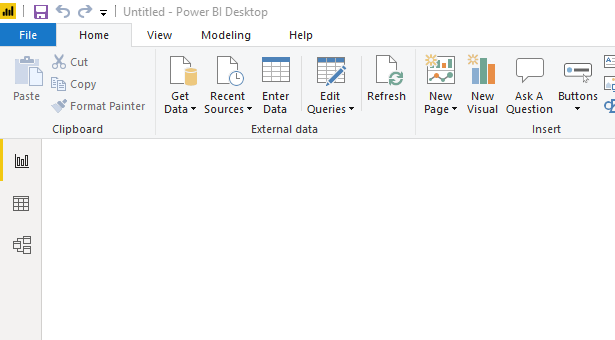 Untitled - Power BI Desktop
File Home View Modeling Help
Paste
Cut
Copy
Format Painter
Clipboard
Get Data
Recent Sources
Enter Data
Edit Queries
Refresh
External data
New Page
New Visual
Ask A Question
Buttons
Insert